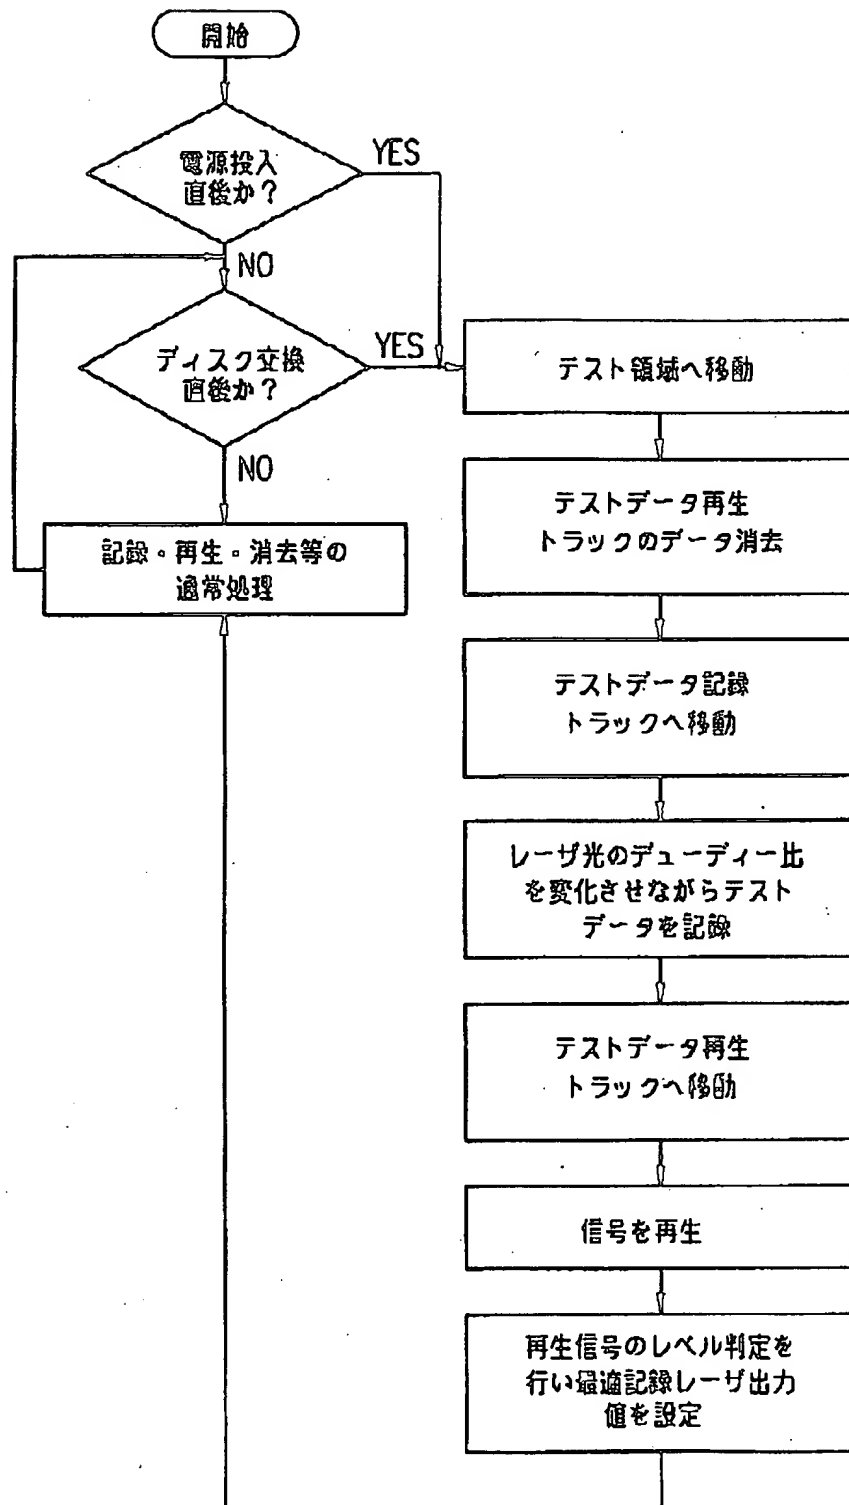 開始
電源投入
直後か？
YES
NO
ディスク交換
直後か？
YES
NO
記録・再生・消去等の
通常処理
テスト領域へ移動
テストデータ再生
トラックのデータ消去
テストデータ記録
トラックへ移動
レーザ光のデューディー比
を変化させながらテスト
データを記録
テストデータ再生
トラックへ移動
信号を再生
再生信号のレベル判定を
行い最適記録レーザ出力
値を設定